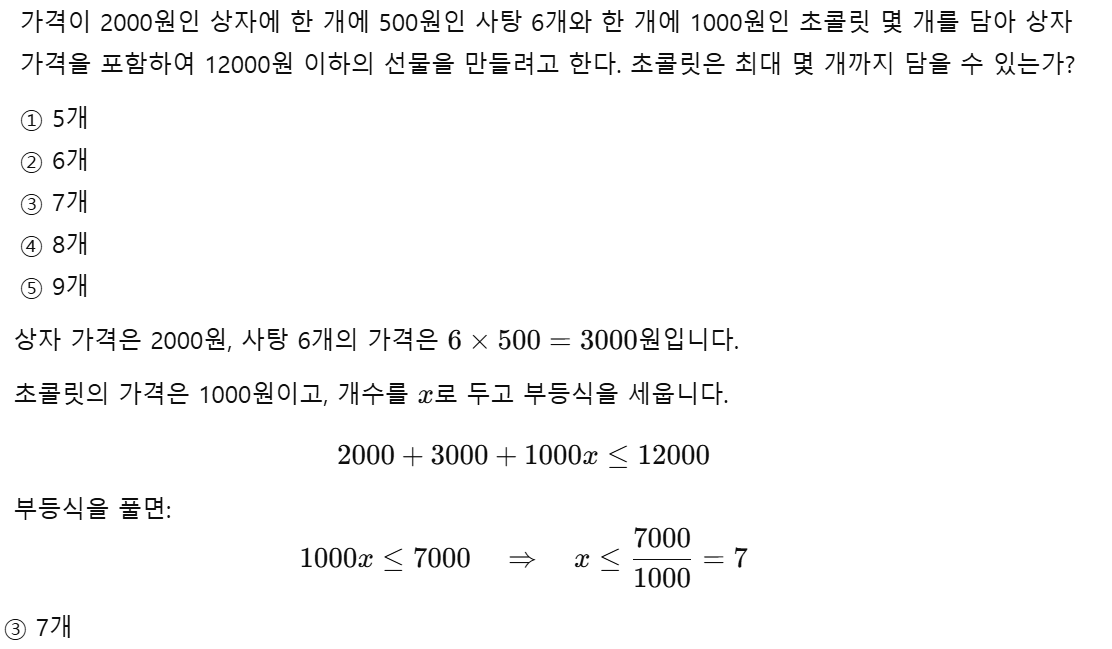 가격이 2000원인 상자에 한 개에 500원인 사탕 6개와 한 개에 1000원인 초콜릿 몇 개를 담아 상자
가격을 포함하여 12000원 이하의 선물을 만들려고 한다. 초콜릿은 최대 몇 개까지 담을 수 있는가?
① 5개
② 6개
③ 7개
④ 8개
⑤ 9개
상자 가격은 2000원, 사탕 6개의 가격은 6 × 500 = 3000원입니다.
초콜릿의 가격은 1000원이고, 개수를 x로 두고 부등식을 세웁니다.
2000 + 3000 + 1000x ≤ 12000
부등식을 풀면:
1000x ≤ 7000 ⇒ x ≤ 7000/1000 = 7
③ 7개